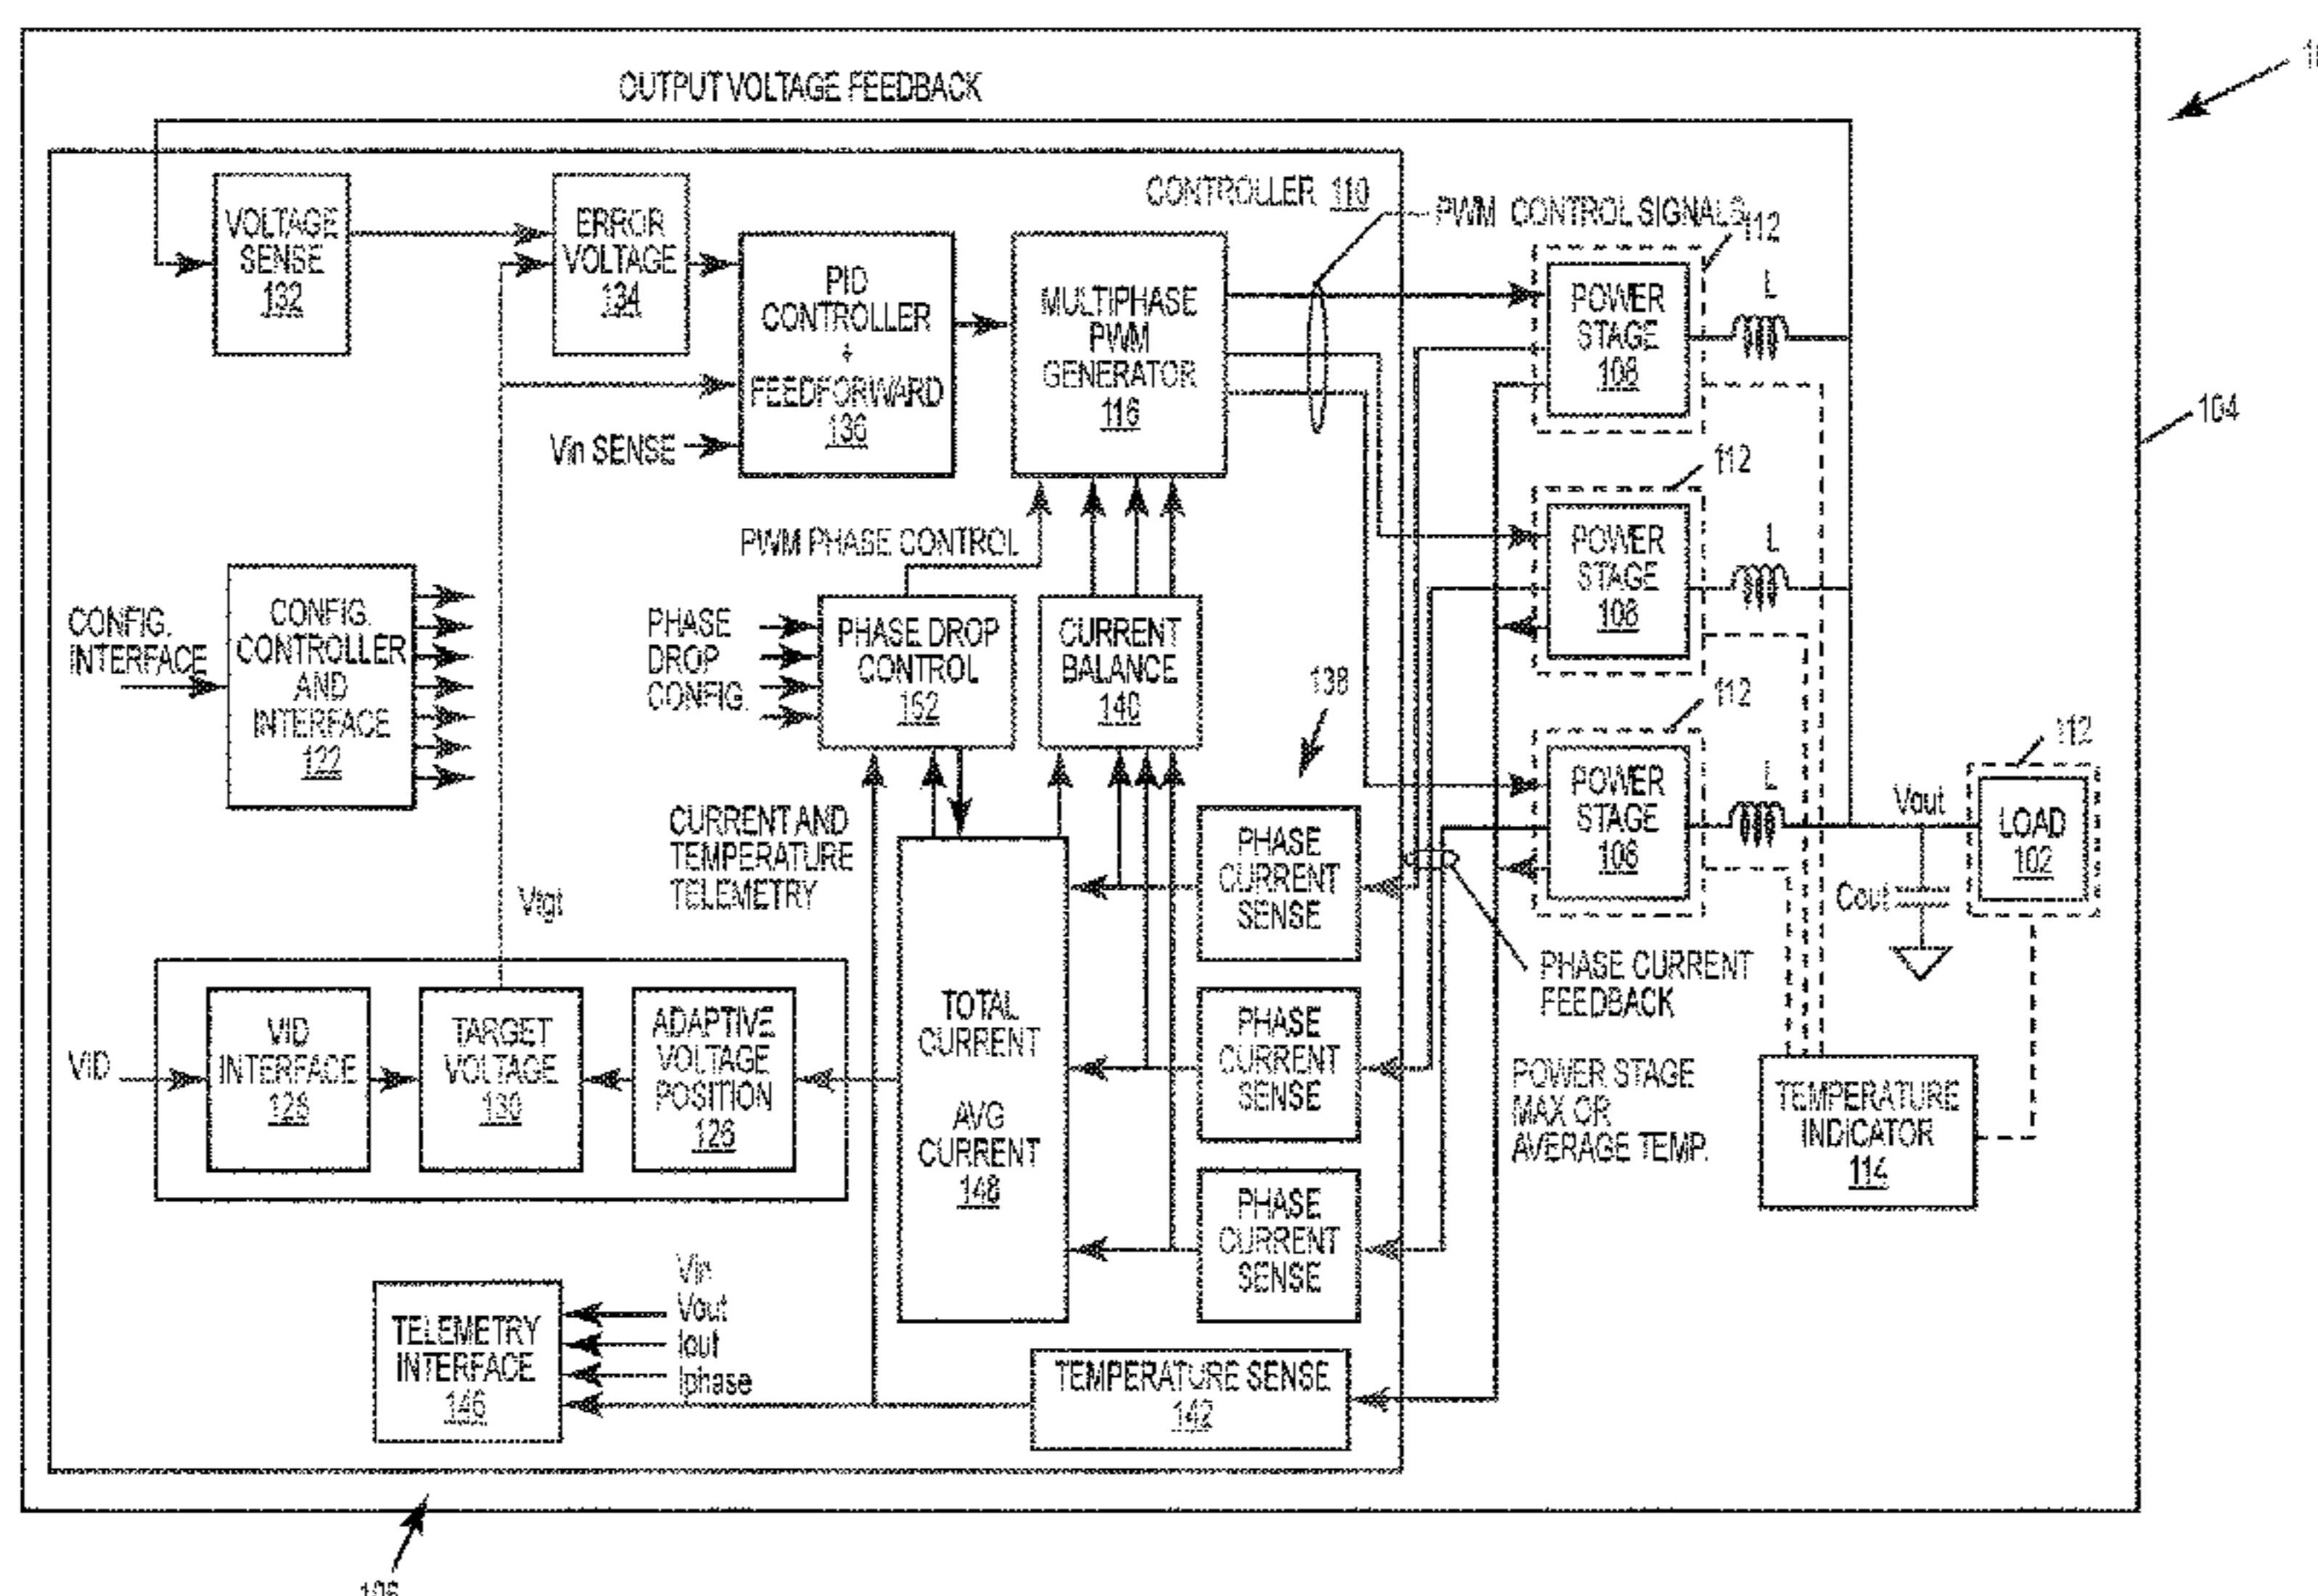 OUTPUT VOLTAGE FEEDBACK
104
CONTROLLER 110
PWM CONTROL SIGNALS
112
VOLTAGE
SENSE
132
ERROR
VOLTAGE
134
PID
CONTROLLER
+
FEEDFORWARD
136
Vin SENSE
MULTIPHASE
PWM
GENERATOR
116
POWER
STAGE
108
L
112
POWER
STAGE
108
L
112
POWER
STAGE
108
L
PWM PHASE CONTROL
CONFIG.
INTERFACE
CONFIG.
CONTROLLER
AND
INTERFACE
122
PHASE
DROP
CONFIG.
PHASE DROP
CONTROL
152
CURRENT
BALANCE
140
138
112
Vout
LOAD
102
Cout
CURRENT AND
TEMPERATURE
TELEMETRY
PHASE
CURRENT
SENSE
PHASE CURRENT
FEEDBACK
Vtgt
VID
VID
INTERFACE
TARGET
VOLTAGE
130
ADAPTIVE
VOLTAGE
POSITION
TOTAL
CURRENT
AVG
CURRENT
148
PHASE
CURRENT
SENSE
POWER STAGE
MAX OR
AVERAGE TEMP.
TEMPERATURE
INDICATOR
114
PHASE
CURRENT
SENSE
TELEMETRY
INTERFACE
146
Vin
Vout
Iout
Iphase
TEMPERATURE SENSE
142